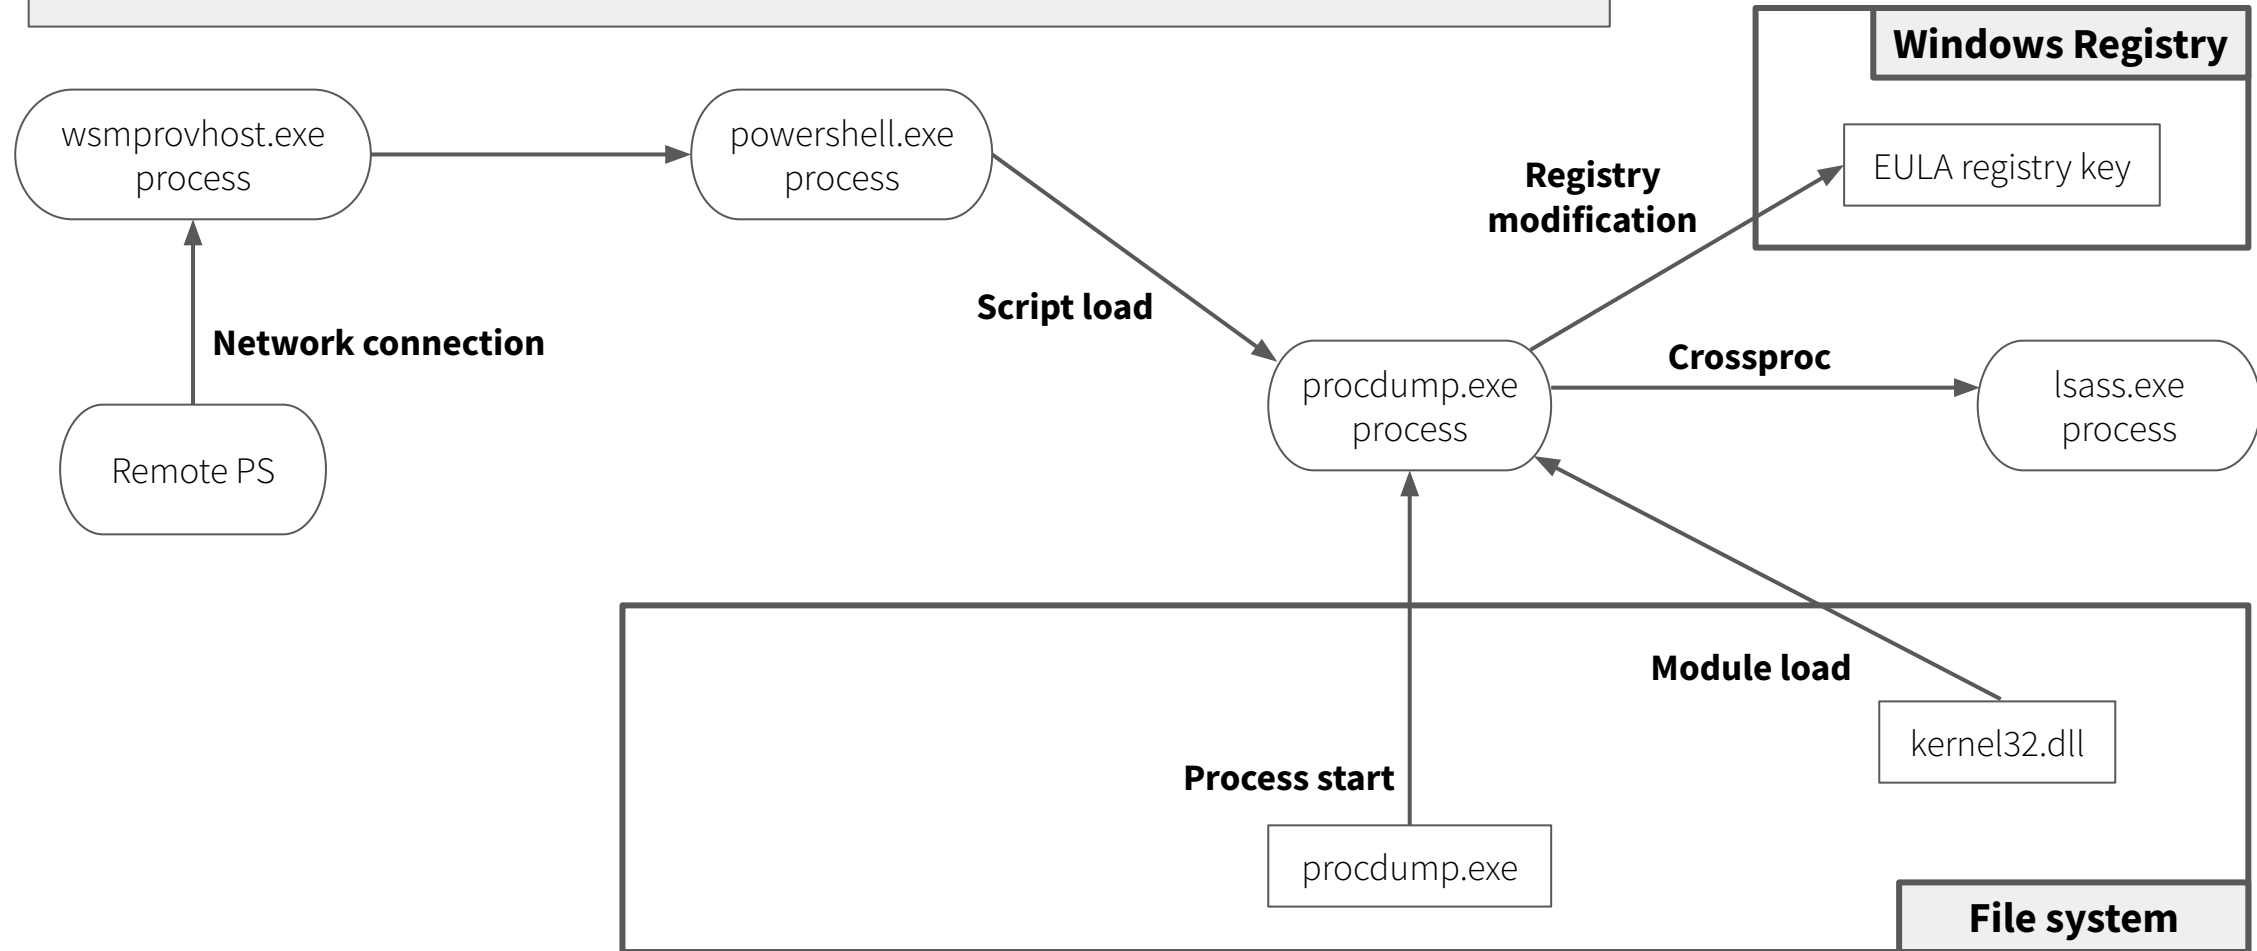 Windows Registry
wsmprovhost.exe
process
powershell.exe
process
Registry
modification
EULA registry key
Script load
Network connection
Crossproc
procdump.exe
process
lsass.exe
process
Remote PS
Module load
kernel32.dll
Process start
procdump.exe
File system